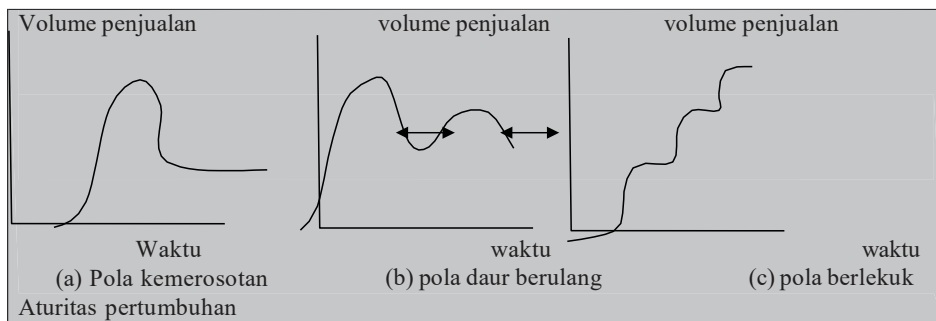 Volume penjualan volume penjualan volume penjualan
Waktu waktu waktu
(a) Pola kemerosotan (b) pola daur berulang (c) pola berlekuk
Aturitas pertumbuhan